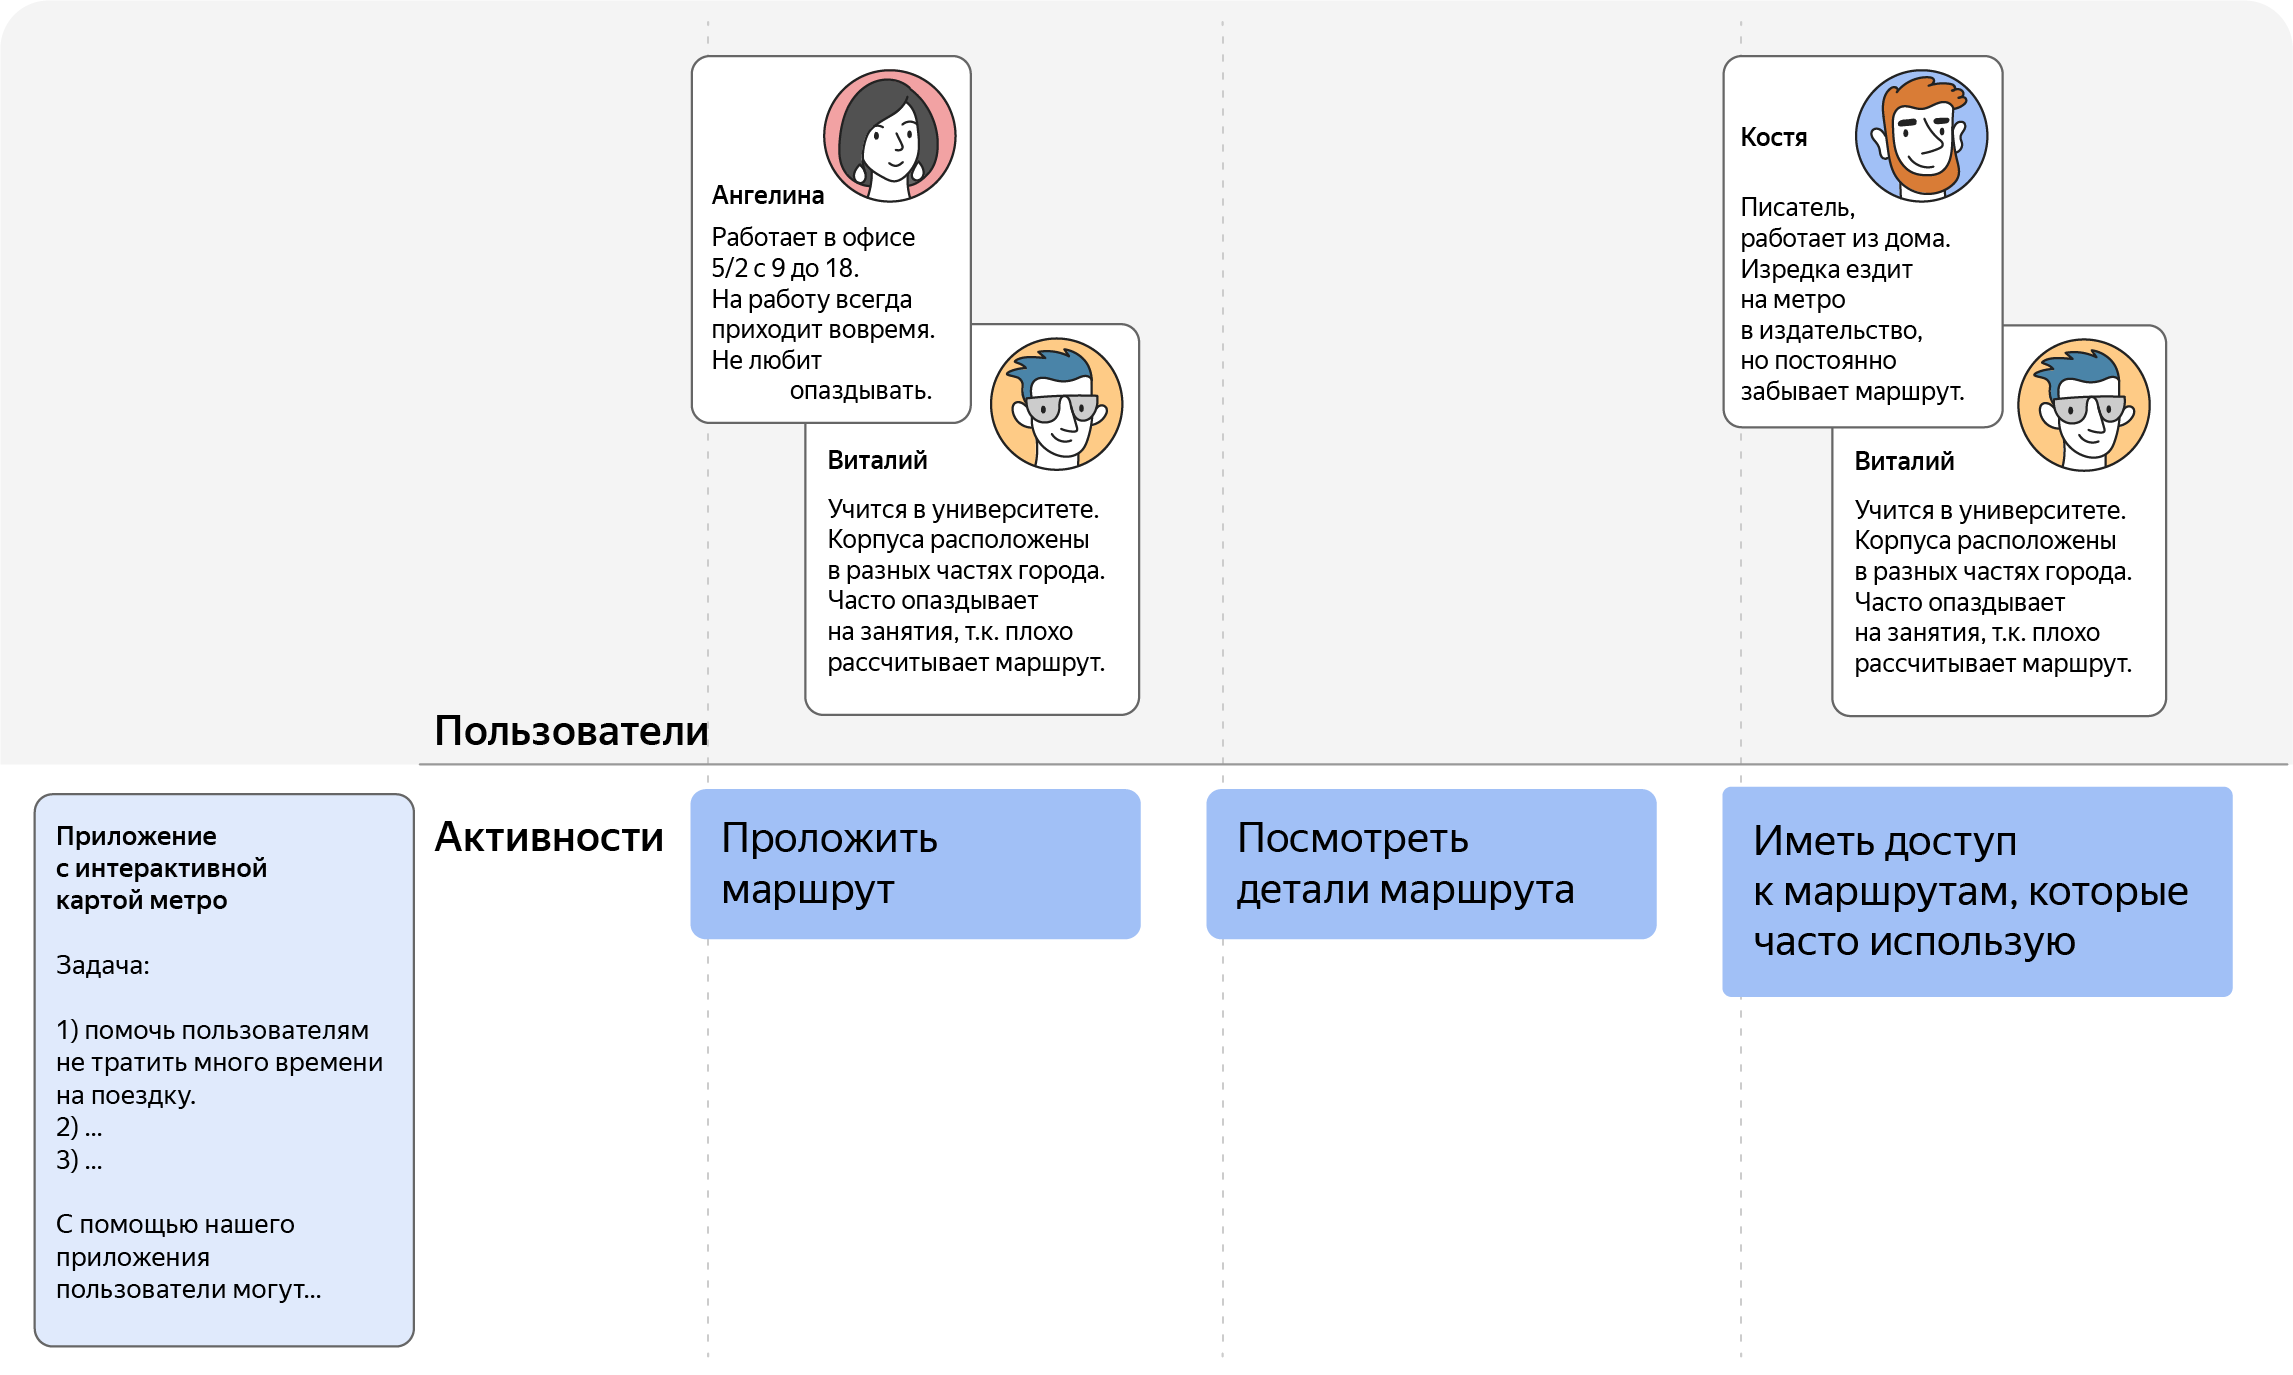 Ангелина
Работает в офисе
5/2 с 9 до 18.
На работу всегда
приходит вовремя.
Не любит
опаздывать.
Виталий
Учится в университете.
Корпуса расположены
в разных частях города.
Часто опаздывает
на занятия, т.к. плохо
рассчитывает маршрут.
Костя
Писатель,
работает из дома.
Изредка ездит
на метро
в издательство,
но постоянно
забывает маршрут.
Виталий
Учится в университете.
Корпуса расположены
в разных частях города.
Часто опаздывает
на занятия, т.к. плохо
рассчитывает маршрут.
Пользователи
Приложение
с интерактивной
картой метро
Задача:
1) помочь пользователям
не тратить много времени
на поездку.
2) ...
3) ...
С помощью нашего
приложения
пользователи могут...
Активности
Проложить
маршрут
Посмотреть
детали маршрута
Иметь доступ
к маршрутам, которые
часто использую